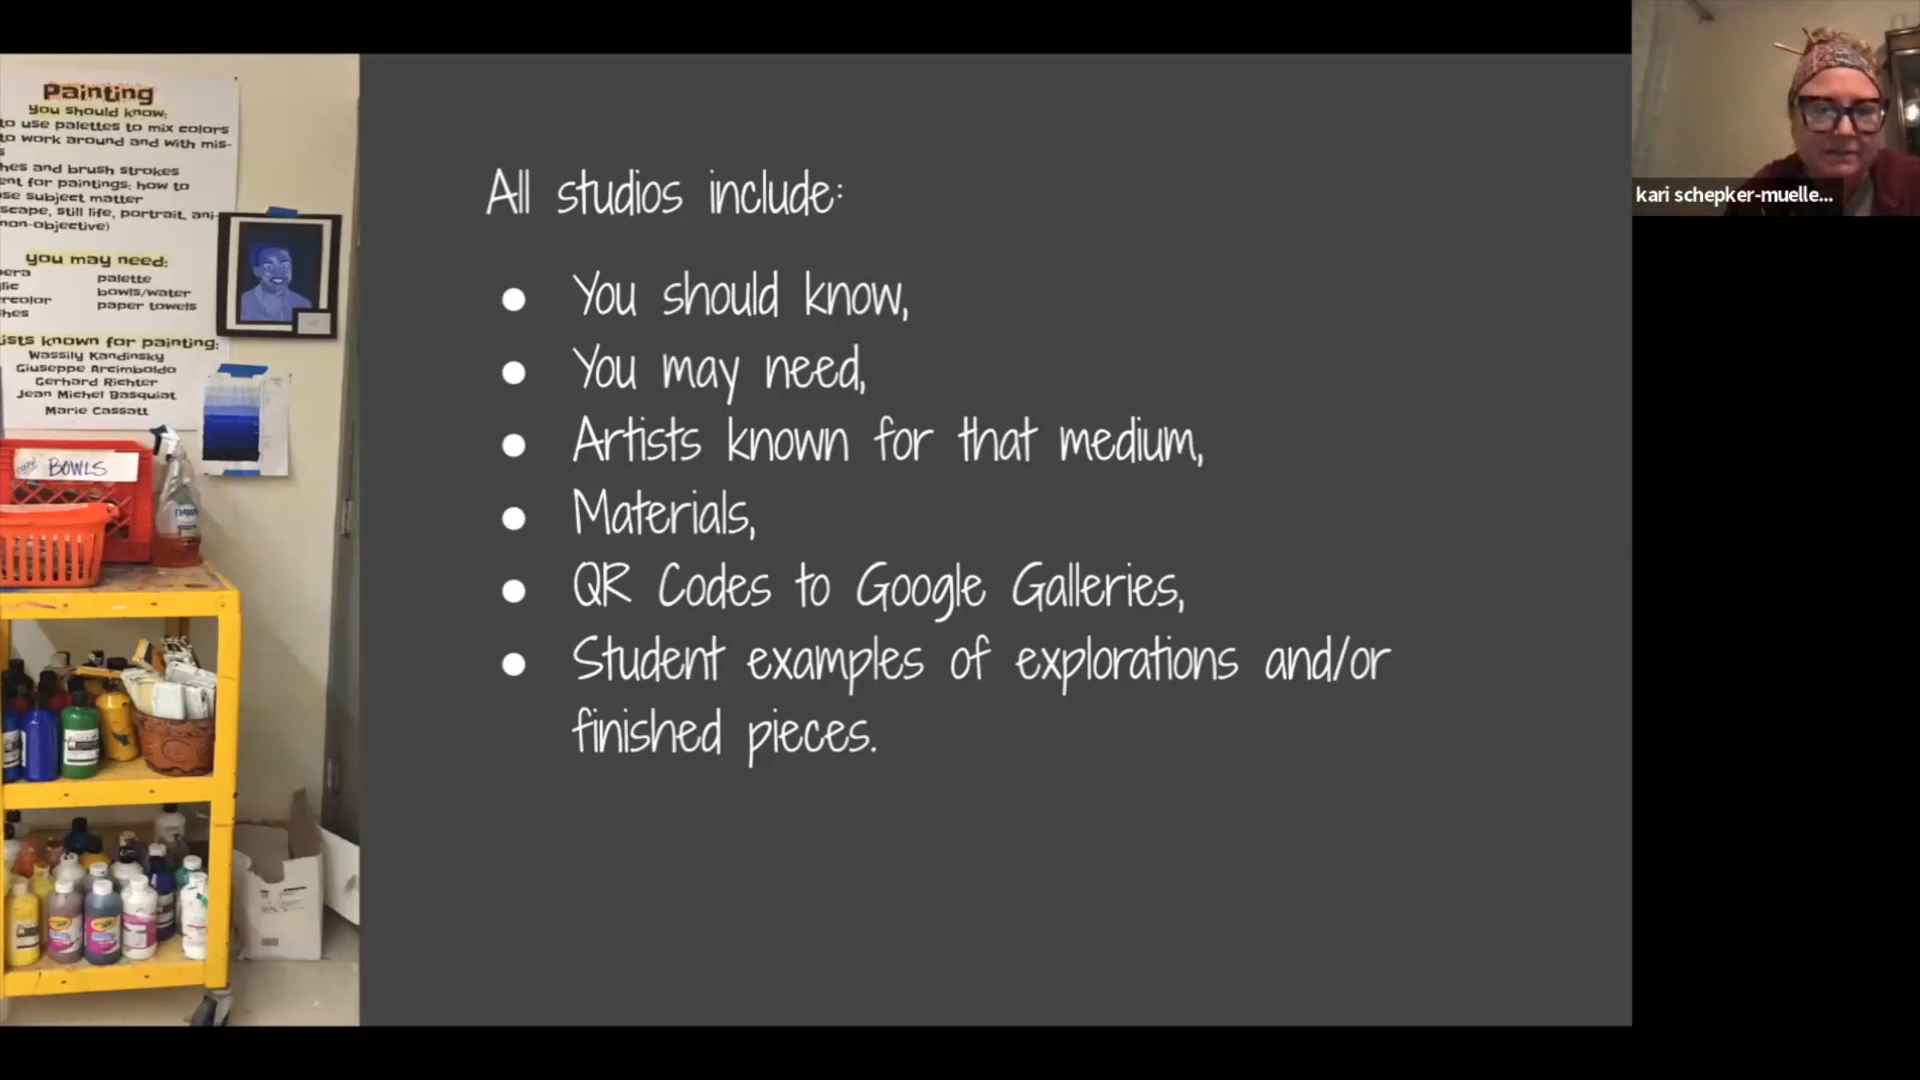 Painting
you should know:
to use palettes to mix colors
to work around and with mis-
s
hes and brush strokes
ent for paintings: how to
se subject matter
scape, still life, portrait, ani-
non-objective)
you may need:
era palette
lic bowls/water
rcolor paper towels
hes
ists known for painting:
Wassily Kandinsky
Giuseppe Arcimboldo
Gerhard Richter
Jean Michel Basquiat
Marie Cassatt
BOWLS
DAWN
All studios include:
● You should know,
● You may need,
● Artists known for that medium,
● Materials,
● QR Codes to Google Galleries,
● Student examples of explorations and/or
finished pieces.
kari schepker-muelle...